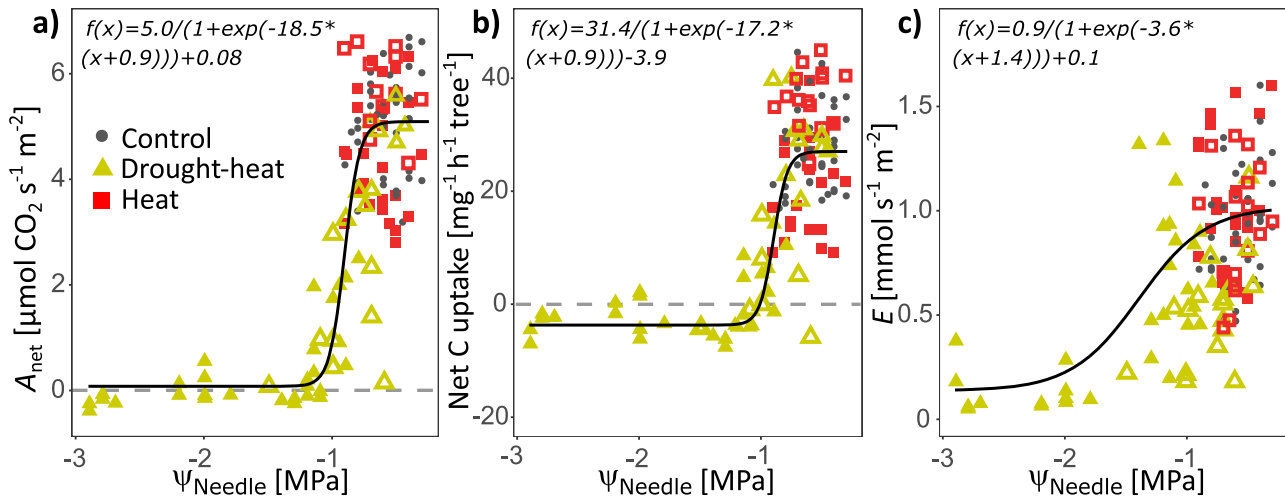 a)
f(x)=5.0/(1+exp(-18.5*
(x+0.9)))+0.08
Control
Drought-heat
Heat
Anet [µmol CO2 s-1 m-2]
6
4
2
0
-3
-2
-1
ΨNeedle [MPa]
b)
f(x)=31.4/(1+exp(-17.2*
(x+0.9)))-3.9
Net C uptake [mg-1 h-1 tree-1]
40
20
0
-20
-3
-2
-1
ΨNeedle [MPa]
c)
f(x)=0.9/(1+exp(-3.6*
(x+1.4)))+0.1
E [mmol s-1 m-2]
1.5
1.0
0.5
0
-3
-2
-1
ΨNeedle [MPa]